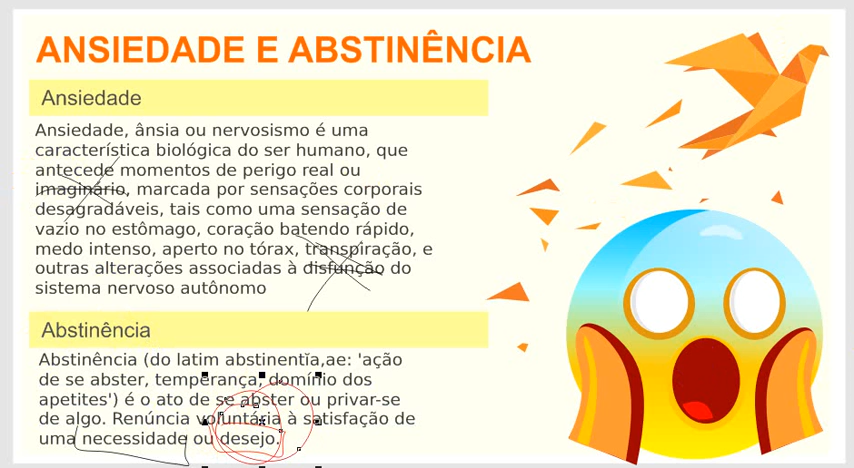 ANSIEDADE E ABSTINÊNCIA
Ansiedade
Ansiedade, ânsia ou nervosismo é uma
característica biológica do ser humano, que
antecede momentos de perigo real ou
imaginário, marcada por sensações corporais
desagradáveis, tais como uma sensação de
vazio no estômago, coração batendo rápido,
medo intenso, aperto no tórax, transpiração, e
outras alterações associadas à disfunção do
sistema nervoso autônomo
Abstinência
Abstinência (do latim abstinentĭa,ae: 'ação
de se abster, temperança, domínio dos
apetites') é o ato de se abster ou privar-se
de algo. Renúncia voluntária à satisfação de
uma necessidade ou desejo.